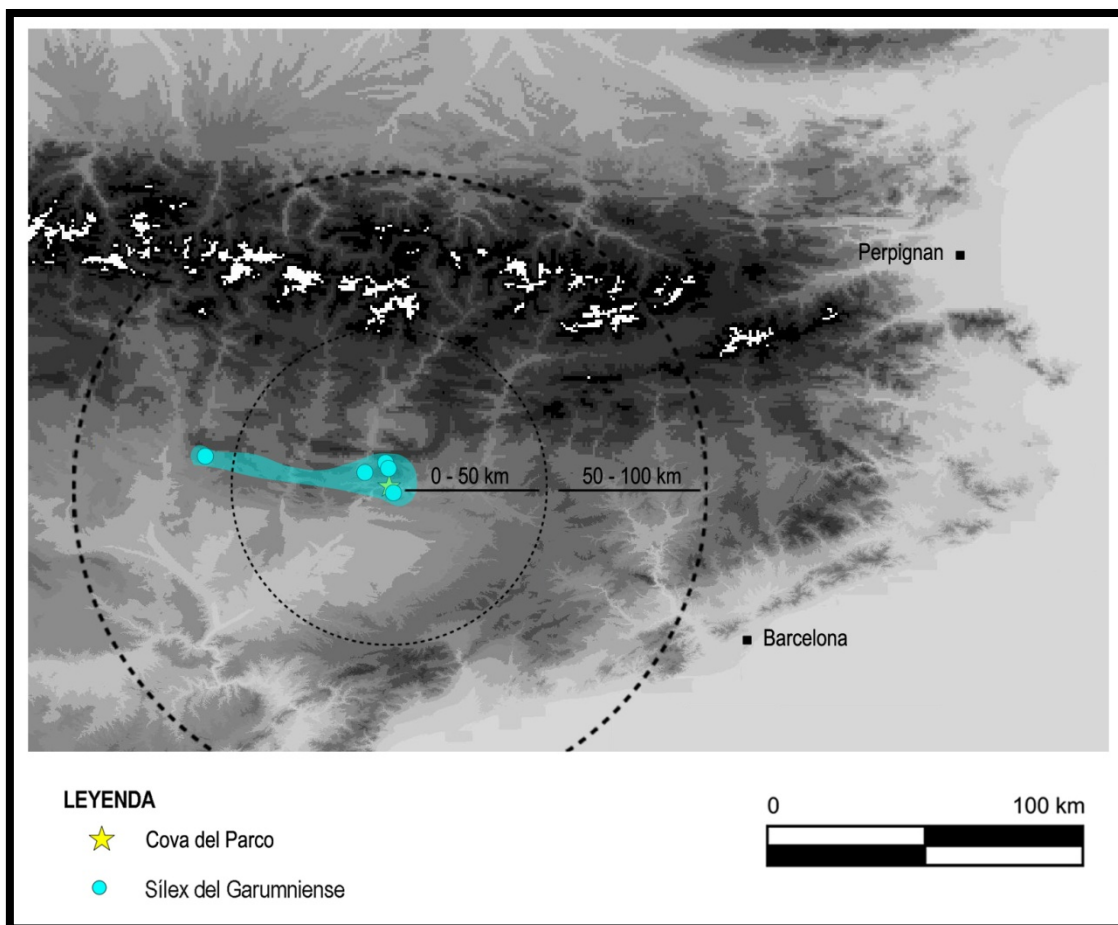 Perpignan
0 - 50 km 50 - 100 km
Barcelona
LEYENDA
Cova del Parco
Sílex del Garumniense
0 100 km